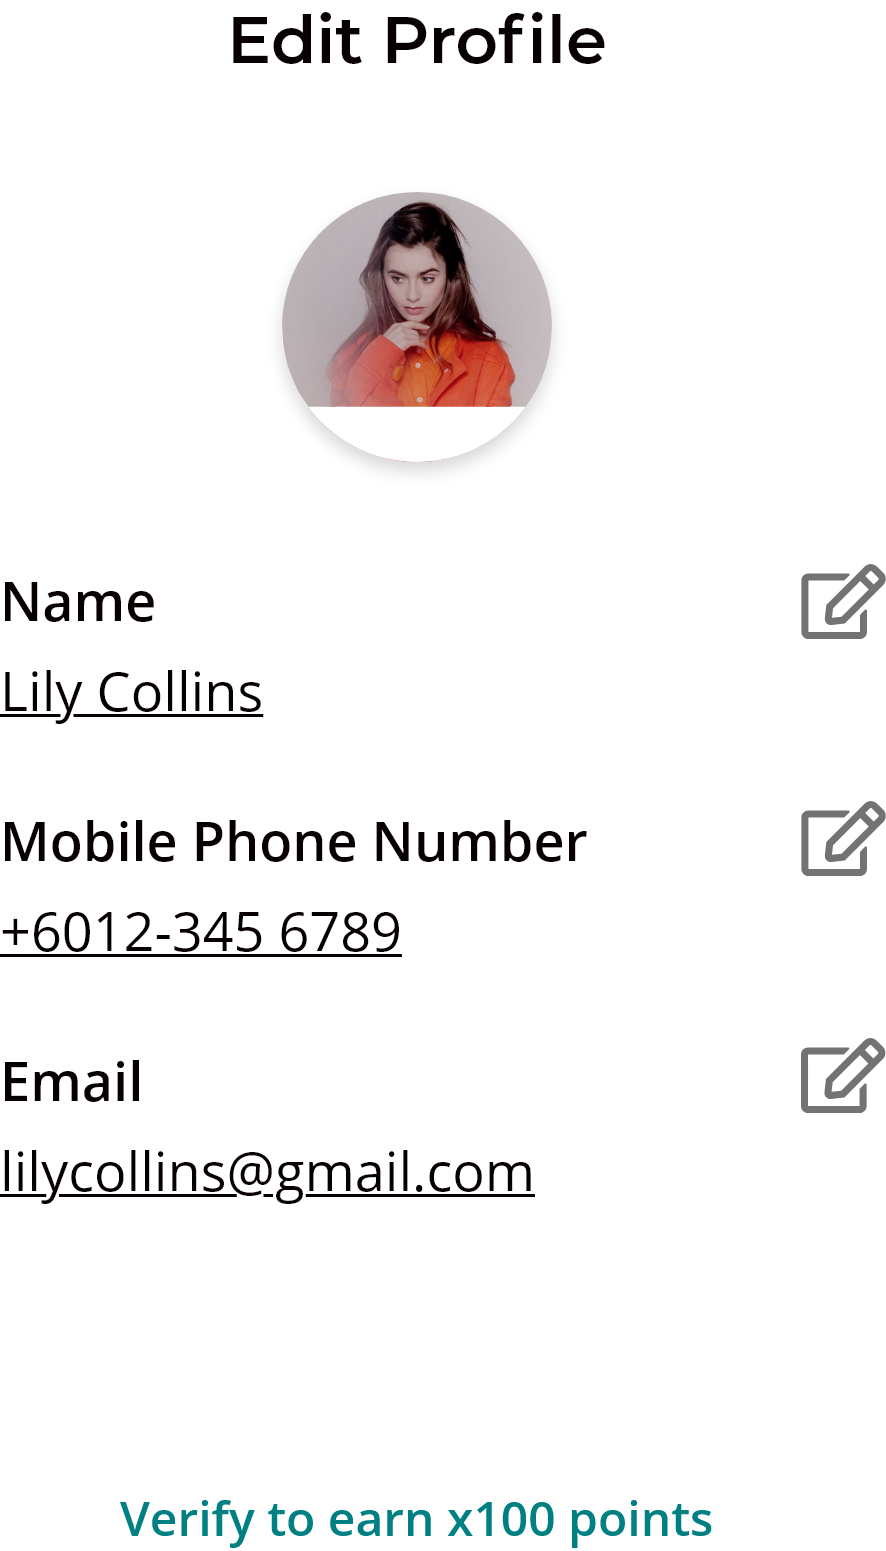 Edit Profile
Name
Lily Collins
Mobile Phone Number
+6012-345 6789
Email
lilycollins@gmail.com
Verify to earn x100 points